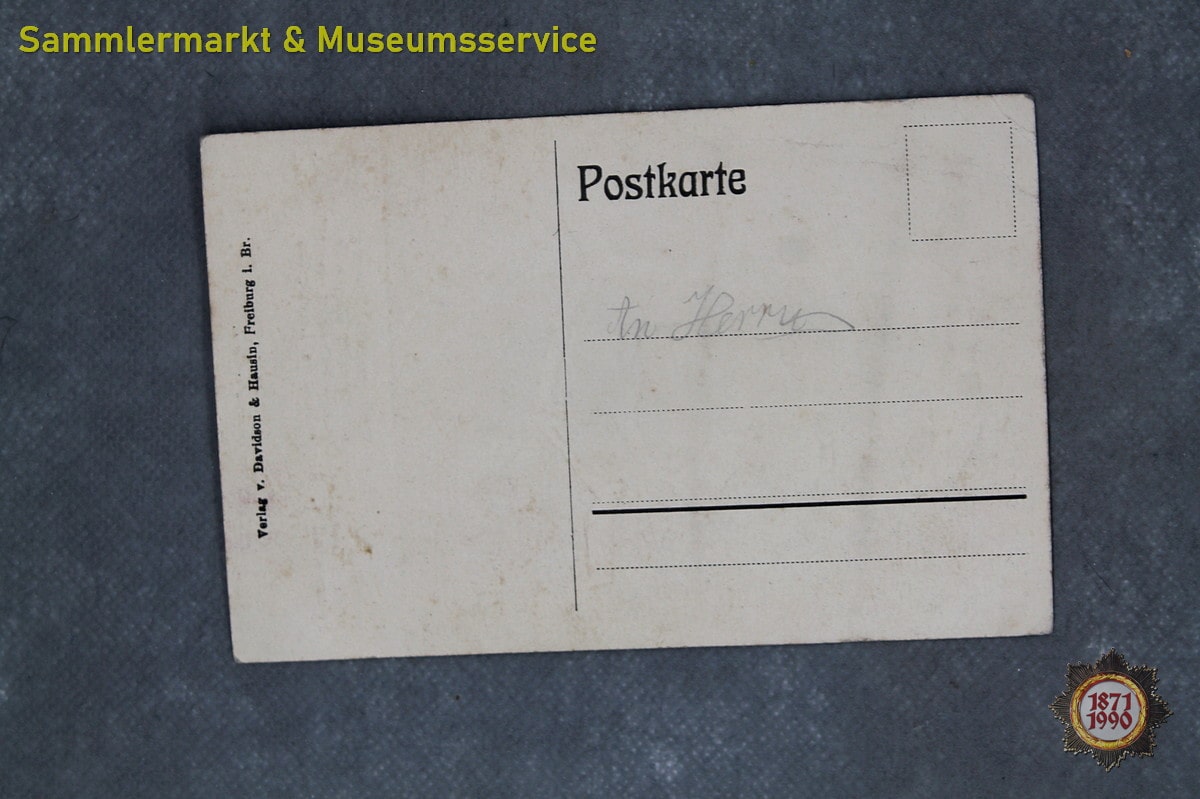 Sammlermarkt & Museumsservice
Postkarte
An Herrn
Verlag v. Davidson & Hausin, Freiburg i. Br.
1871
1990